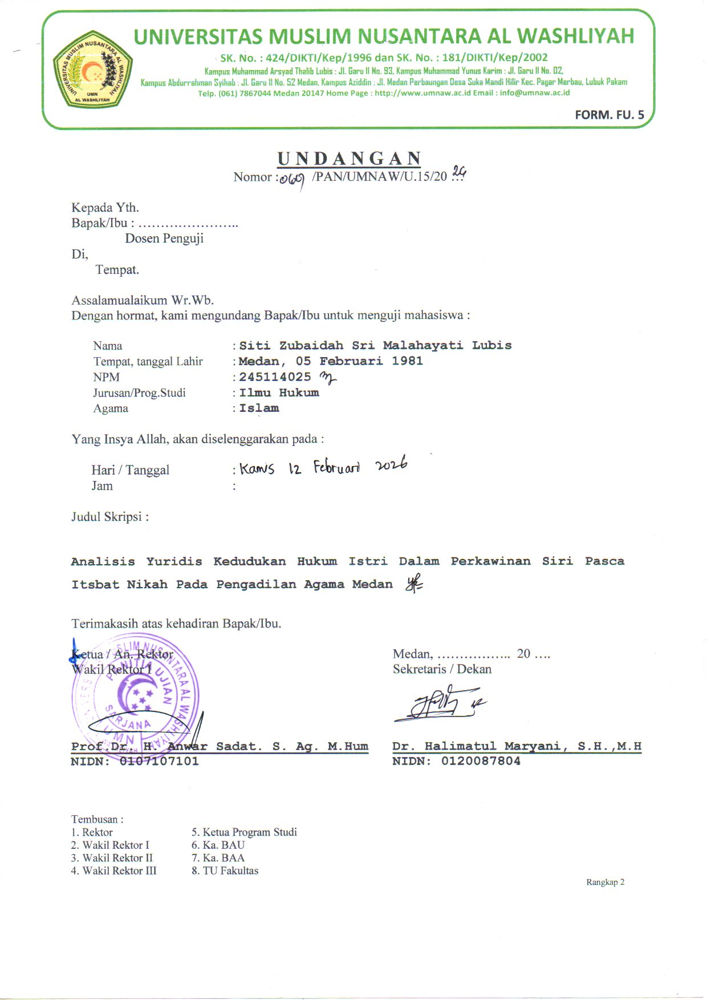 UNIVERSITAS MUSLIM NUSANTARA AL WASHLIYAH
SK. No. : 424/DIKTI/Kep/1996 dan SK. No. : 181/DIKTI/Kep/2002
Kampus Muhammad Arsyad Thalib Lubis : Jl. Garu II No. 93, Kampus Muhammad Yunus Karim : Jl. Garu II No. 02,
Kampus Abdurrahman Syihab : Jl. Garu II No. 52 Medan, Kampus Aziddin : Jl. Medan Perbaungan Desa Suka Mandi Hilir Kec. Pagar Merbau, Lubuk Pakam
Telp. (061) 7867044 Medan 20147 Home Page : http://www.umnaw.ac.id Email : info@umnaw.ac.id
UNIVERSITAS MUSLIM NUSANTARA AL WASHLIYAH
UMN
AL WASHLIYAH
FORM. FU. 5
UNDANGAN
Nomor : 069 /PAN/UMNAW/U.15/20 26
Kepada Yth.
Bapak/Ibu : …………………..
Dosen Penguji
Di,
Tempat.
Assalamualaikum Wr.Wb.
Dengan hormat, kami mengundang Bapak/Ibu untuk menguji mahasiswa :
Nama : Siti Zubaidah Sri Malahayati Lubis
Tempat, tanggal Lahir : Medan, 05 Februari 1981
NPM : 245114025
Jurusan/Prog.Studi : Ilmu Hukum
Agama : Islam
Yang Insya Allah, akan diselenggarakan pada :
Hari / Tanggal : Kamis 12 Februari 2026
Jam :
Judul Skripsi :
Analisis Yuridis Kedudukan Hukum Istri Dalam Perkawinan Siri Pasca
Itsbat Nikah Pada Pengadilan Agama Medan
Terimakasih atas kehadiran Bapak/Ibu.
Ketua / An. Rektor
Wakil Rektor I
Medan, …………….. 20 ….
Sekretaris / Dekan
MUSLIM NUSANTARA AL WASHLIYAH
PANITIA UJIAN
SARJANA
UMN
Prof.Dr. H. Anwar Sadat. S. Ag. M.Hum
NIDN: 0107107101
Dr. Halimatul Maryani, S.H.,M.H
NIDN: 0120087804
Tembusan :
1. Rektor
2. Wakil Rektor I
3. Wakil Rektor II
4. Wakil Rektor III
5. Ketua Program Studi
6. Ka. BAU
7. Ka. BAA
8. TU Fakultas
Rangkap 2